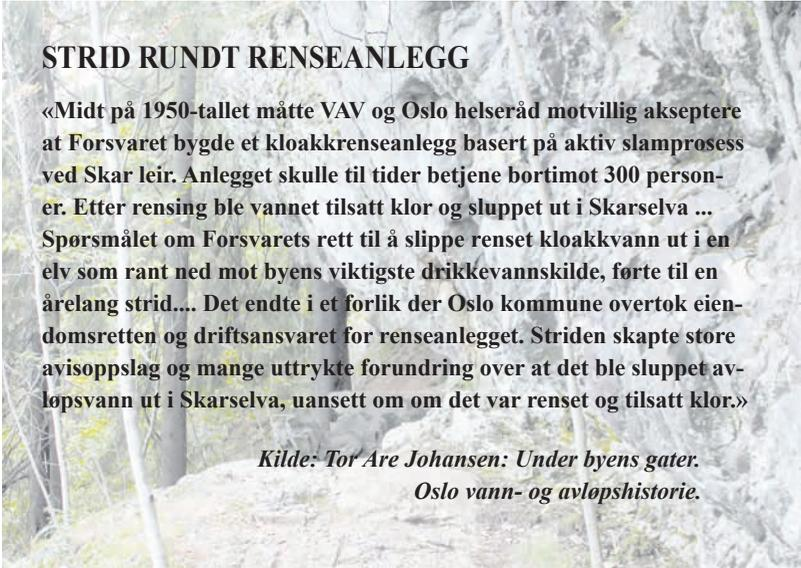 STRID RUNDT RENSEANLEGG
«Midt på 1950-tallet måtte VAV og Oslo helseråd motvillig akseptere
at Forsvaret bygde et kloakkrenseanlegg basert på aktiv slamprosess
ved Skar leir. Anlegget skulle til tider betjene bortimot 300 person-
er. Etter rensing ble vannet tilsatt klor og sluppet ut i Skarselva ...
Spørsmålet om Forsvarets rett til å slippe renset kloakkvann ut i en
elv som rant ned mot byens viktigste drikkevannskilde, førte til en
årelang strid.... Det endte i et forlik der Oslo kommune overtok eien-
domsretten og driftsansvaret for renseanlegget. Striden skapte store
avisoppslag og mange uttrykte forundring over at det ble sluppet av-
løpsvann ut i Skarselva, uansett om om det var renset og tilsatt klor.»
Kilde: Tor Are Johansen: Under byens gater.
Oslo vann- og avløpshistorie.